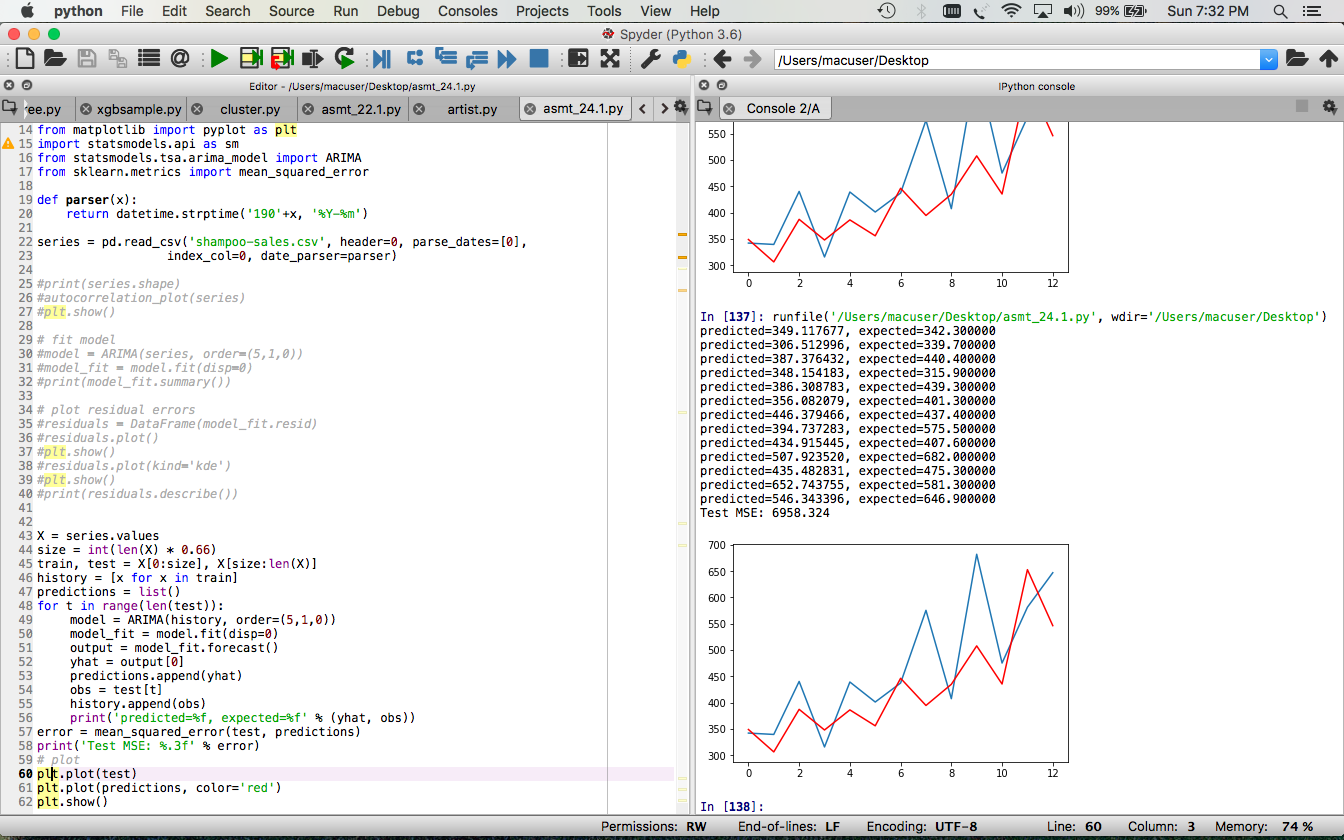 python File Edit Search Source Run Debug Consoles Projects Tools View Help 99% Sun 7:32 PM
Spyder (Python 3.6)
/Users/macuser/Desktop
Editor - /Users/macuser/Desktop/asmt_24.1.py
ee.py xgbsample.py cluster.py asmt_22.1.py artist.py asmt_24.1.py
14 from matplotlib import pyplot as plt
15 import statsmodels.api as sm
16 from statsmodels.tsa.arima_model import ARIMA
17 from sklearn.metrics import mean_squared_error
18
19 def parser(x):
20     return datetime.strptime('190'+x, '%Y-%m')
21
22 series = pd.read_csv('shampoo-sales.csv', header=0, parse_dates=[0],
23                   index_col=0, date_parser=parser)
24
25 #print(series.shape)
26 #autocorrelation_plot(series)
27 #plt.show()
28
29 # fit model
30 #model = ARIMA(series, order=(5,1,0))
31 #model_fit = model.fit(disp=0)
32 #print(model_fit.summary())
33
34 # plot residual errors
35 #residuals = DataFrame(model_fit.resid)
36 #residuals.plot()
37 #plt.show()
38 #residuals.plot(kind='kde')
39 #plt.show()
40 #print(residuals.describe())
41
42
43 X = series.values
44 size = int(len(X) * 0.66)
45 train, test = X[0:size], X[size:len(X)]
46 history = [x for x in train]
47 predictions = list()
48 for t in range(len(test)):
49     model = ARIMA(history, order=(5,1,0))
50     model_fit = model.fit(disp=0)
51     output = model_fit.forecast()
52     yhat = output[0]
53     predictions.append(yhat)
54     obs = test[t]
55     history.append(obs)
56     print('predicted=%f, expected=%f' % (yhat, obs))
57 error = mean_squared_error(test, predictions)
58 print('Test MSE: %.3f' % error)
59 # plot
60 plt.plot(test)
61 plt.plot(predictions, color='red')
62 plt.show()
IPython console
Console 2/A
550
500
450
400
350
300
0 2 4 6 8 10 12
In [137]: runfile('/Users/macuser/Desktop/asmt_24.1.py', wdir='/Users/macuser/Desktop')
predicted=349.117677, expected=342.300000
predicted=306.512996, expected=339.700000
predicted=387.376432, expected=440.400000
predicted=348.154183, expected=315.900000
predicted=386.308783, expected=439.300000
predicted=356.082079, expected=401.300000
predicted=446.379466, expected=437.400000
predicted=394.737283, expected=575.500000
predicted=434.915445, expected=407.600000
predicted=507.923520, expected=682.000000
predicted=435.482831, expected=475.300000
predicted=652.743755, expected=581.300000
predicted=546.343396, expected=646.900000
Test MSE: 6958.324
700
650
600
550
500
450
400
350
300
0 2 4 6 8 10 12
In [138]:
Permissions: RW End-of-lines: LF Encoding: UTF-8 Line: 60 Column: 3 Memory: 74 %